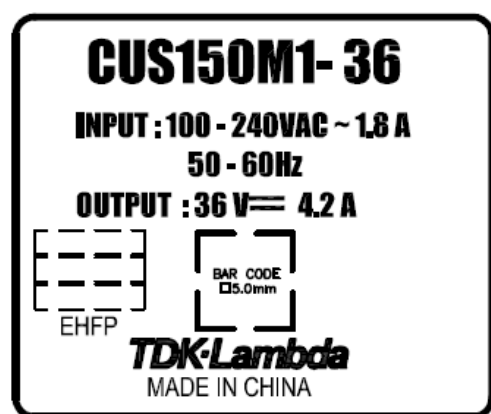 CUS150M1- 36
INPUT : 100 - 240VAC ~ 1.8 A
50 - 60Hz
OUTPUT : 36 V⎓ 4.2 A
BAR CODE
□5.0mm
EHFP
TDK-Lambda
MADE IN CHINA